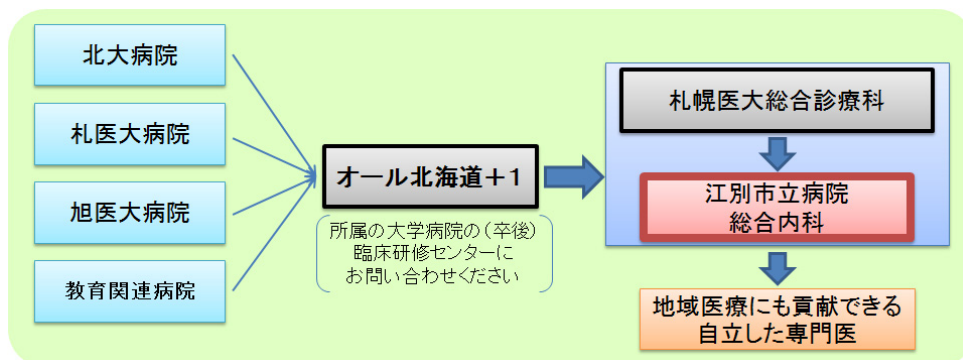 北大病院
札医大病院
旭医大病院
教育関連病院
オール北海道＋1
所属の大学病院の(卒後)
臨床研修センターに
お問い合わせください
札幌医大総合診療科
江別市立病院
総合内科
地域医療にも貢献できる
自立した専門医